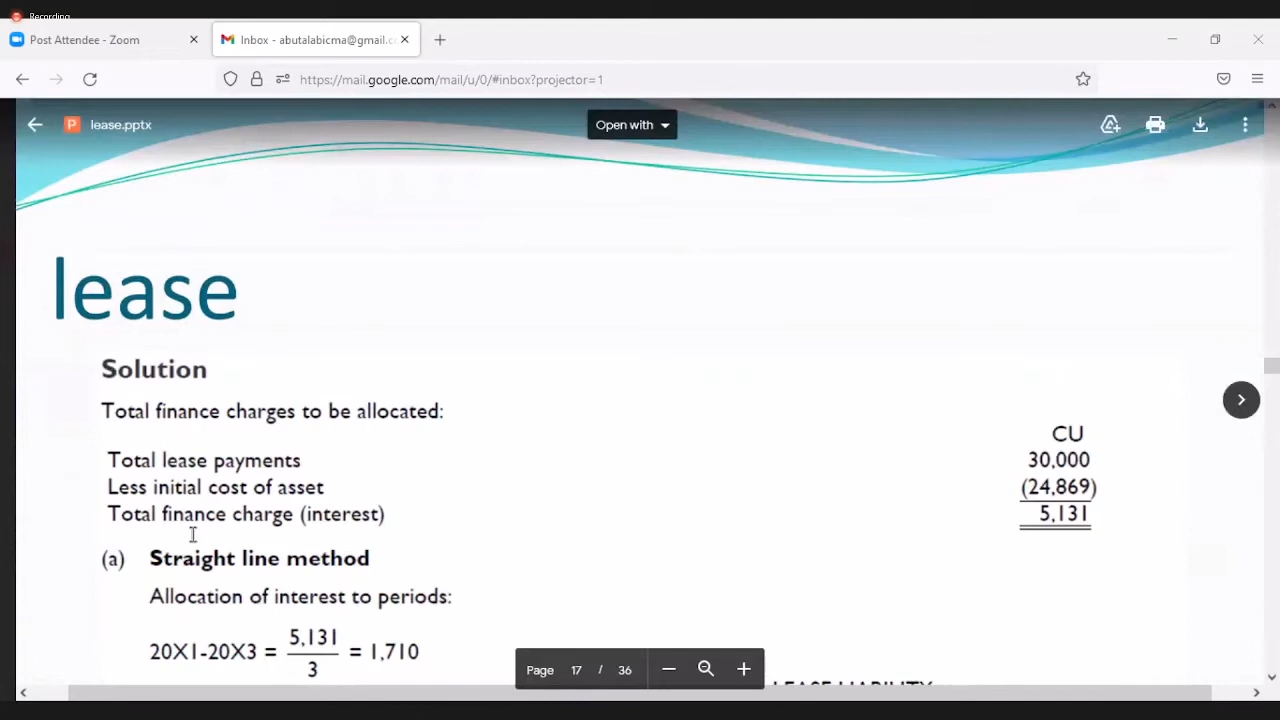 Recording
Post Attendee - Zoom
Inbox - abutalabicma@gmail.c
https://mail.google.com/mail/u/0/#inbox?projector=1
P lease.pptx
Open with
lease
Solution
Total finance charges to be allocated:
CU
Total lease payments 30,000
Less initial cost of asset (24,869)
Total finance charge (interest) 5,131
(a) Straight line method
Allocation of interest to periods:
20X1-20X3 = 5,131 / 3 = 1,710
Page 17 / 36
LEASE LIABILITY